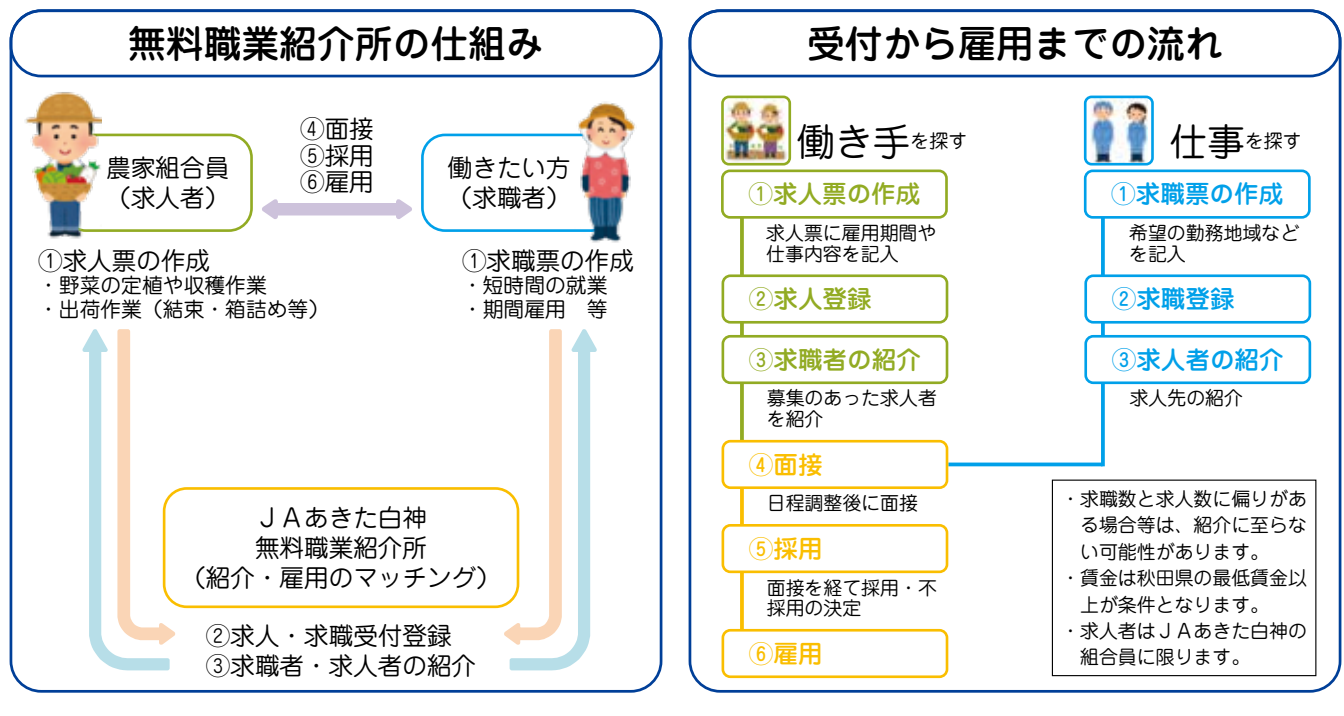 無料職業紹介所の仕組み
農家組合員
（求人者）
④面接
⑤採用
⑥雇用
働きたい方
（求職者）
①求人票の作成
・野菜の定植や収穫作業
・出荷作業（結束・箱詰め等）
①求職票の作成
・短時間の就業
・期間雇用　等
ＪＡあきた白神
無料職業紹介所
（紹介・雇用のマッチング）
②求人・求職受付登録
③求職者・求人者の紹介
受付から雇用までの流れ
働き手を探す
①求人票の作成
求人票に雇用期間や
仕事内容を記入
②求人登録
③求職者の紹介
募集のあった求人者
を紹介
④面接
日程調整後に面接
⑤採用
面接を経て採用・不
採用の決定
⑥雇用
仕事を探す
①求職票の作成
希望の勤務地域など
を記入
②求職登録
③求人者の紹介
求人先の紹介
・求職数と求人数に偏りがあ
る場合等は、紹介に至らな
い可能性があります。
・賃金は秋田県の最低賃金以
上が条件となります。
・求人者はＪＡあきた白神の
組合員に限ります。